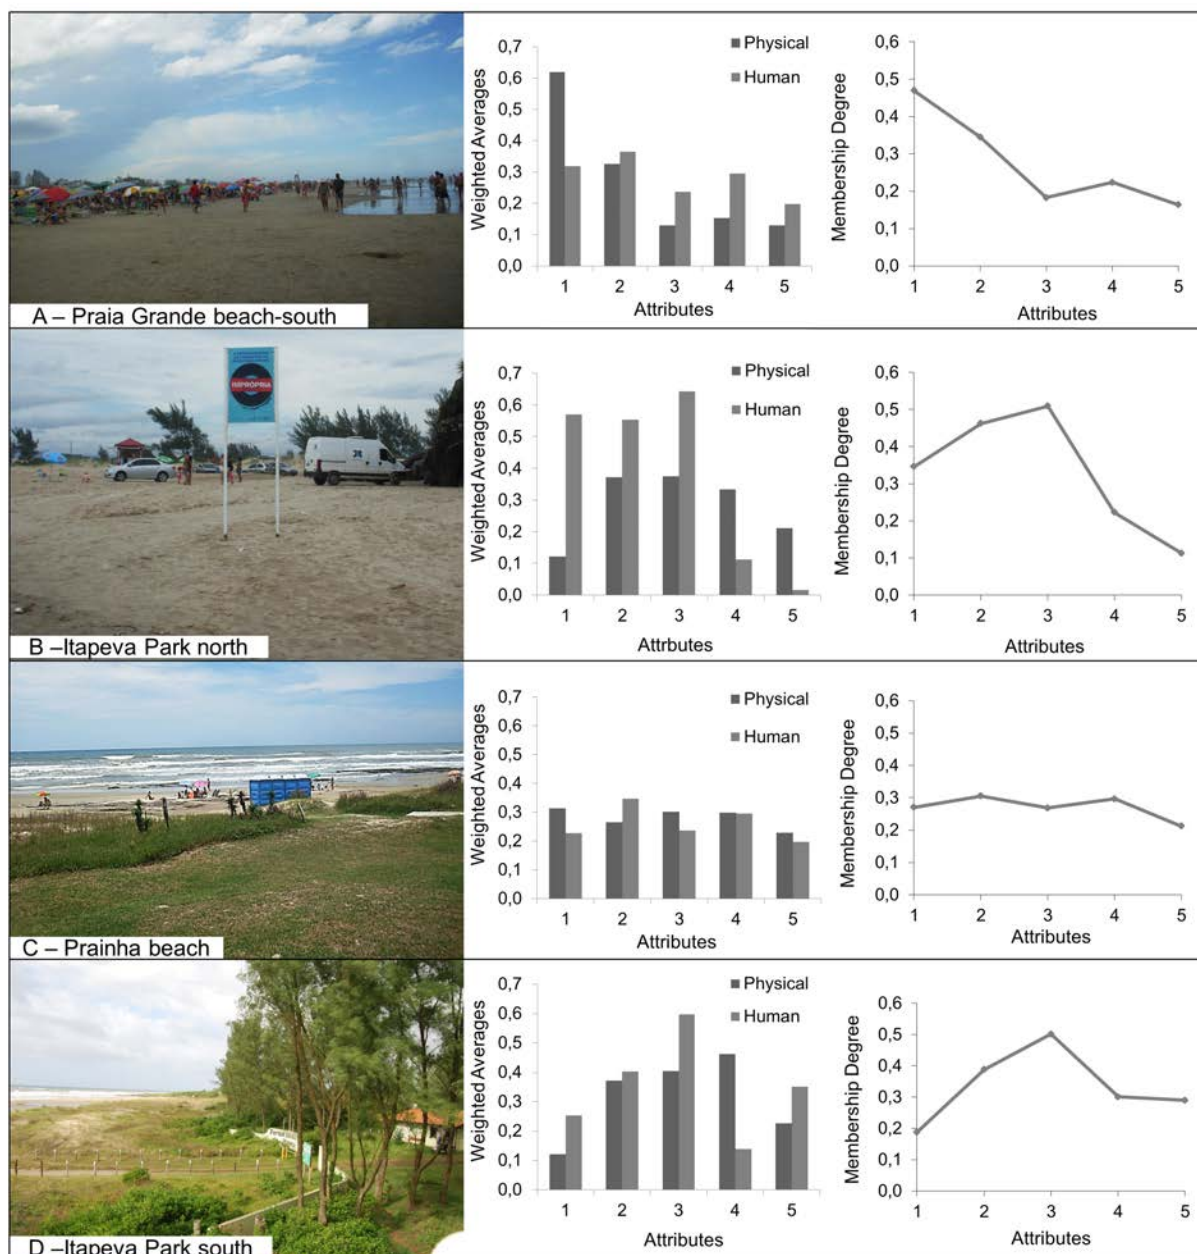 A – Praia Grande beach-south
Weighted Averages
0,7
0,6
0,5
0,4
0,3
0,2
0,1
0,0
Physical
Human
1 2 3 4 5
Attributes
Membership Degree
0,6
0,5
0,4
0,3
0,2
0,1
0,0
1 2 3 4 5
Attributes
IMPRÓPRIA
B –Itapeva Park north
Weighted Averages
0,7
0,6
0,5
0,4
0,3
0,2
0,1
0,0
Physical
Human
1 2 3 4 5
Attrbutes
Membership Degree
0,6
0,5
0,4
0,3
0,2
0,1
0,0
1 2 3 4 5
Attributes
C – Prainha beach
Weighted Averages
0,7
0,6
0,5
0,4
0,3
0,2
0,1
0,0
Physical
Human
1 2 3 4 5
Attributes
Membership Degree
0,6
0,5
0,4
0,3
0,2
0,1
0,0
1 2 3 4 5
Attributes
D –Itapeva Park south
Weighted Averages
0,7
0,6
0,5
0,4
0,3
0,2
0,1
0,0
Physical
Human
1 2 3 4 5
Attributes
Membership Degree
0,6
0,5
0,4
0,3
0,2
0,1
0,0
1 2 3 4 5
Attributes